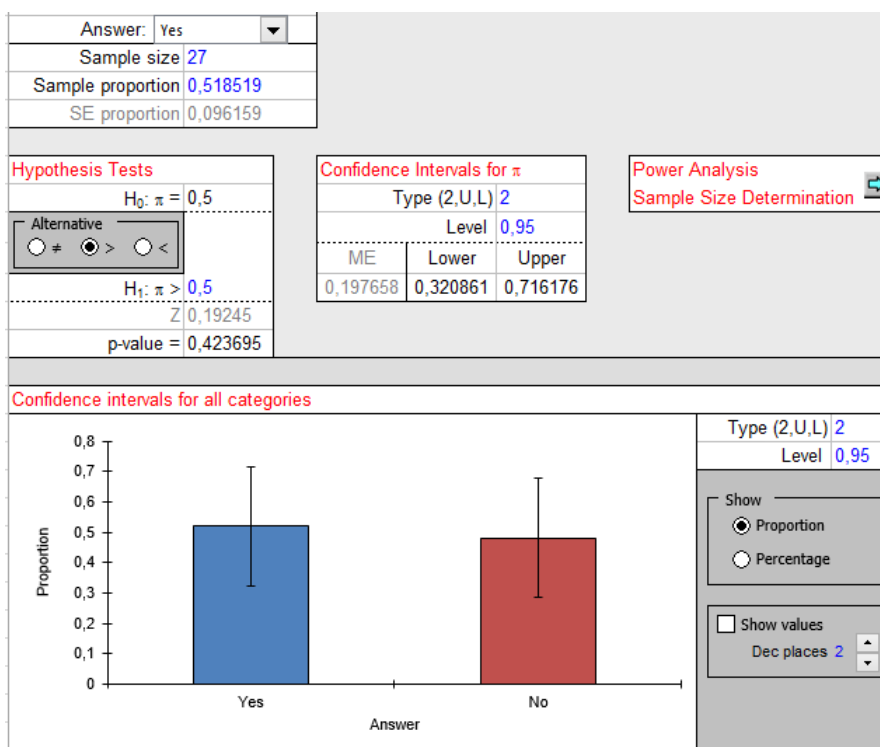 Answer: Yes
Sample size 27
Sample proportion 0,518519
SE proportion 0,096159
Hypothesis Tests
H0: π = 0,5
Alternative
≠ > <
H1: π > 0,5
Z 0,19245
p-value = 0,423695
Confidence Intervals for π
Type (2,U,L) 2
Level 0,95
ME Lower Upper
0,197658 0,320861 0,716176
Power Analysis
Sample Size Determination
Confidence intervals for all categories
0,8
0,7
0,6
0,5
0,4
0,3
0,2
0,1
0
Proportion
Yes No
Answer
Type (2,U,L) 2
Level 0,95
Show
Proportion
Percentage
Show values
Dec places 2